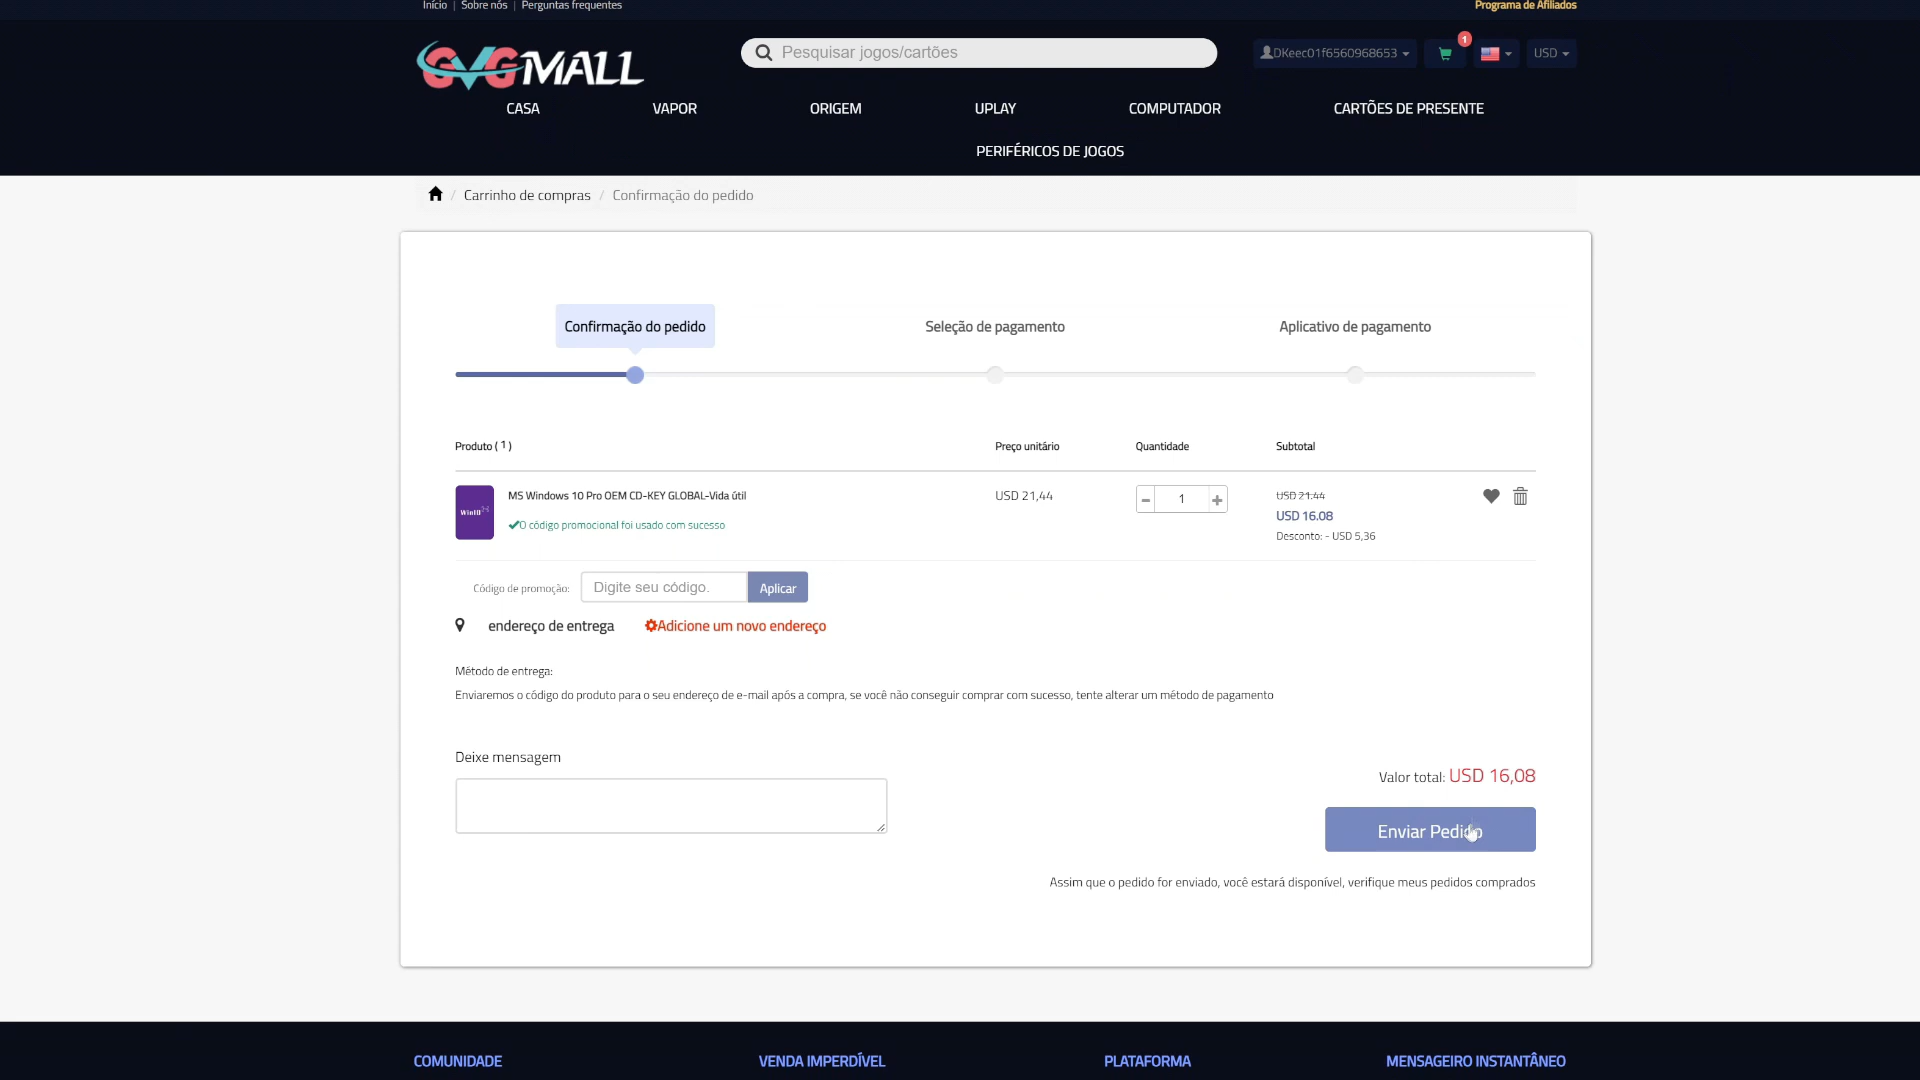 Início | Sobre nós | Perguntas frequentes
Programa de Afiliados
GVGMALL
Pesquisar jogos/cartões
DKeec01f6560968653
1
USD
CASA
VAPOR
ORIGEM
UPLAY
COMPUTADOR
CARTÕES DE PRESENTE
PERIFÉRICOS DE JOGOS
/ Carrinho de compras / Confirmação do pedido
Confirmação do pedido
Seleção de pagamento
Aplicativo de pagamento
Produto ( 1 )
Preço unitário
Quantidade
Subtotal
Win10
MS Windows 10 Pro OEM CD-KEY GLOBAL-Vida útil
O código promocional foi usado com sucesso
USD 21,44
− 1 +
USD 21.44
USD 16.08
Desconto: - USD 5,36
Código de promoção:
Digite seu código.
Aplicar
endereço de entrega
Adicione um novo endereço
Método de entrega:
Enviaremos o código do produto para o seu endereço de e-mail após a compra, se você não conseguir comprar com sucesso, tente alterar um método de pagamento
Deixe mensagem
Valor total: USD 16,08
Enviar Pedido
Assim que o pedido for enviado, você estará disponível, verifique meus pedidos comprados
COMUNIDADE
VENDA IMPERDÍVEL
PLATAFORMA
MENSAGEIRO INSTANTÂNEO